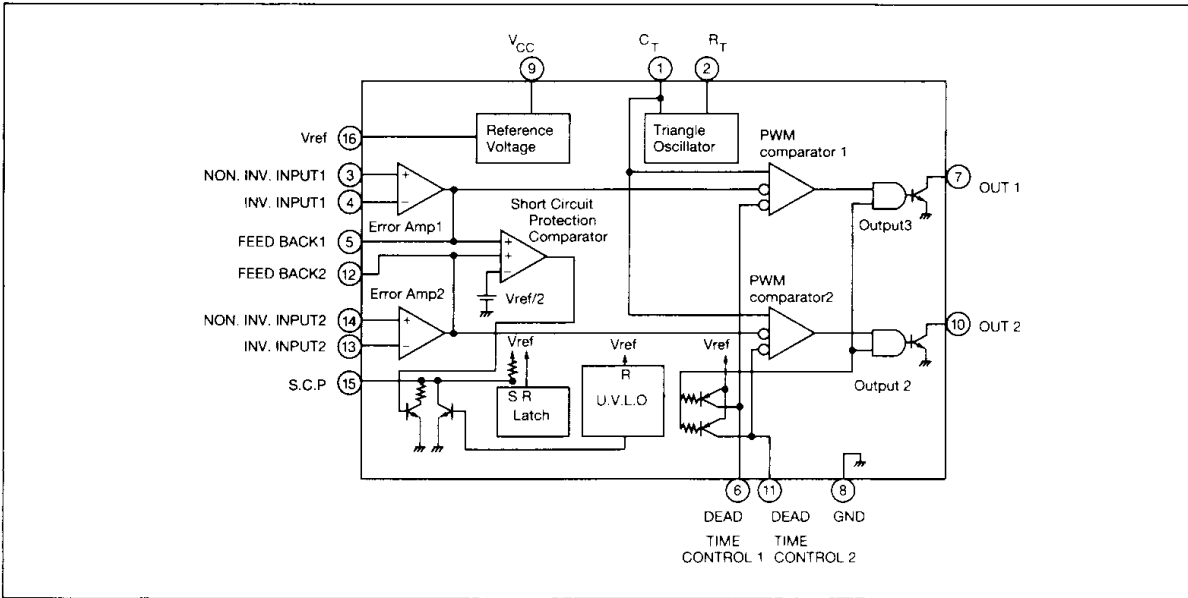 VCC
CT
RT
9
1
2
Vref 16
Reference
Voltage
Triangle
Oscillator
PWM
comparator 1
NON. INV. INPUT1 3
+
INV. INPUT1 4
-
7 OUT 1
Error Amp1
Short Circuit
Protection
Comparator
Output3
FEED BACK1 5
+
+
-
FEED BACK2 12
Vref/2
Error Amp2
PWM
comparator2
NON. INV. INPUT2 14
+
INV. INPUT2 13
-
10 OUT 2
Vref
Vref
Vref
S.C.P 15
S R
Latch
R
U.V.L.O
Output 2
6
11
8
DEAD
TIME
CONTROL 1
DEAD
TIME
CONTROL 2
GND